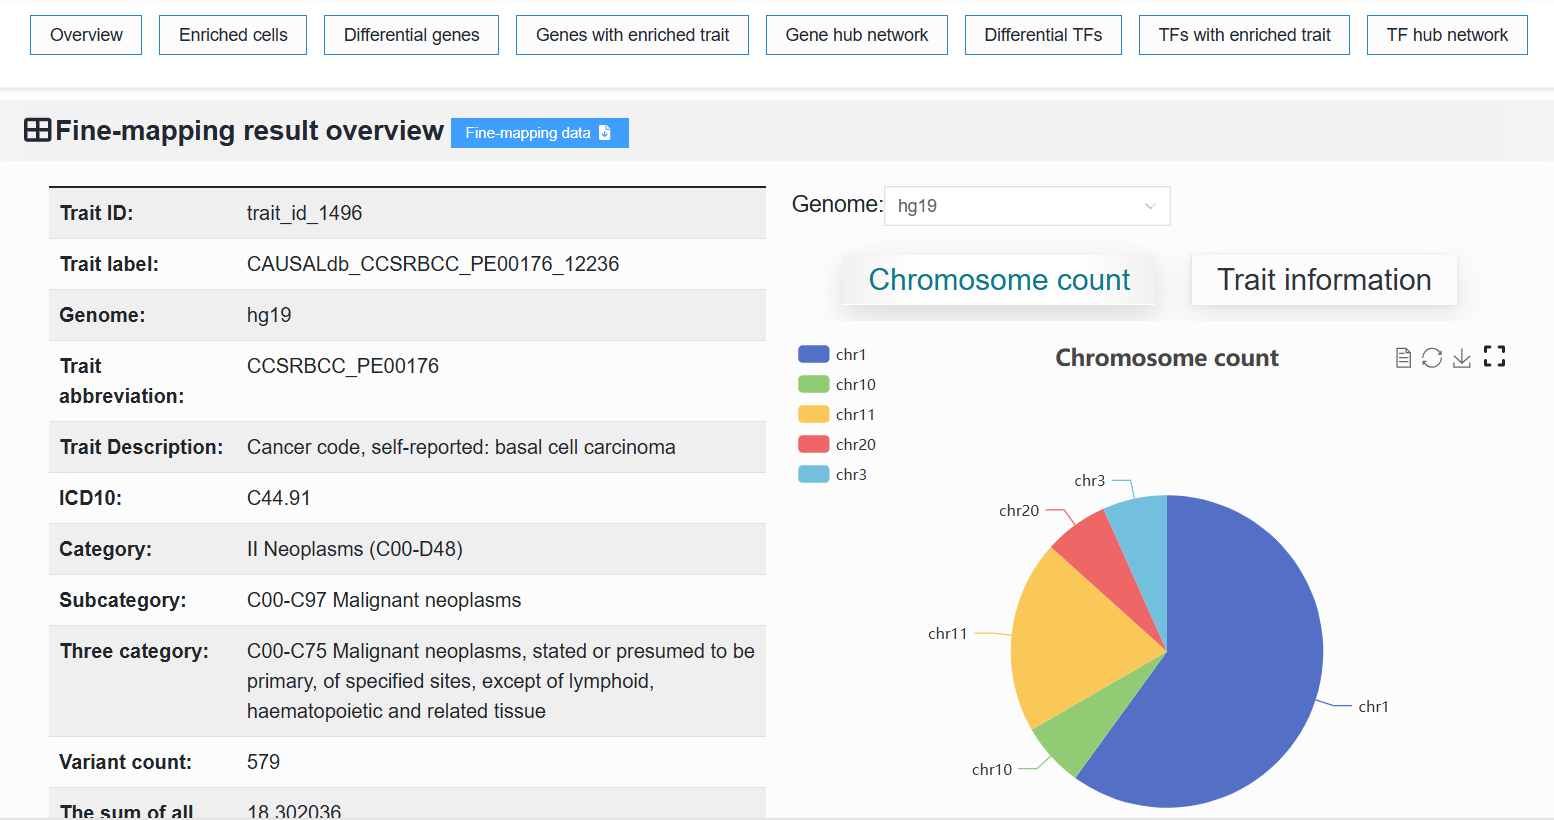 Overview
Enriched cells
Differential genes
Genes with enriched trait
Gene hub network
Differential TFs
TFs with enriched trait
TF hub network
Fine-mapping result overview
Fine-mapping data
Trait ID: trait_id_1496
Trait label: CAUSALdb_CCSRBCC_PE00176_12236
Genome: hg19
Trait abbreviation: CCSRBCC_PE00176
Trait Description: Cancer code, self-reported: basal cell carcinoma
ICD10: C44.91
Category: II Neoplasms (C00-D48)
Subcategory: C00-C97 Malignant neoplasms
Three category: C00-C75 Malignant neoplasms, stated or presumed to be
primary, of specified sites, except of lymphoid,
haematopoietic and related tissue
Variant count: 579
The sum of all 18.302036
Genome: hg19
Chromosome count
Trait information
chr1
chr10
chr11
chr20
chr3
Chromosome count
chr3
chr20
chr11
chr10
chr1